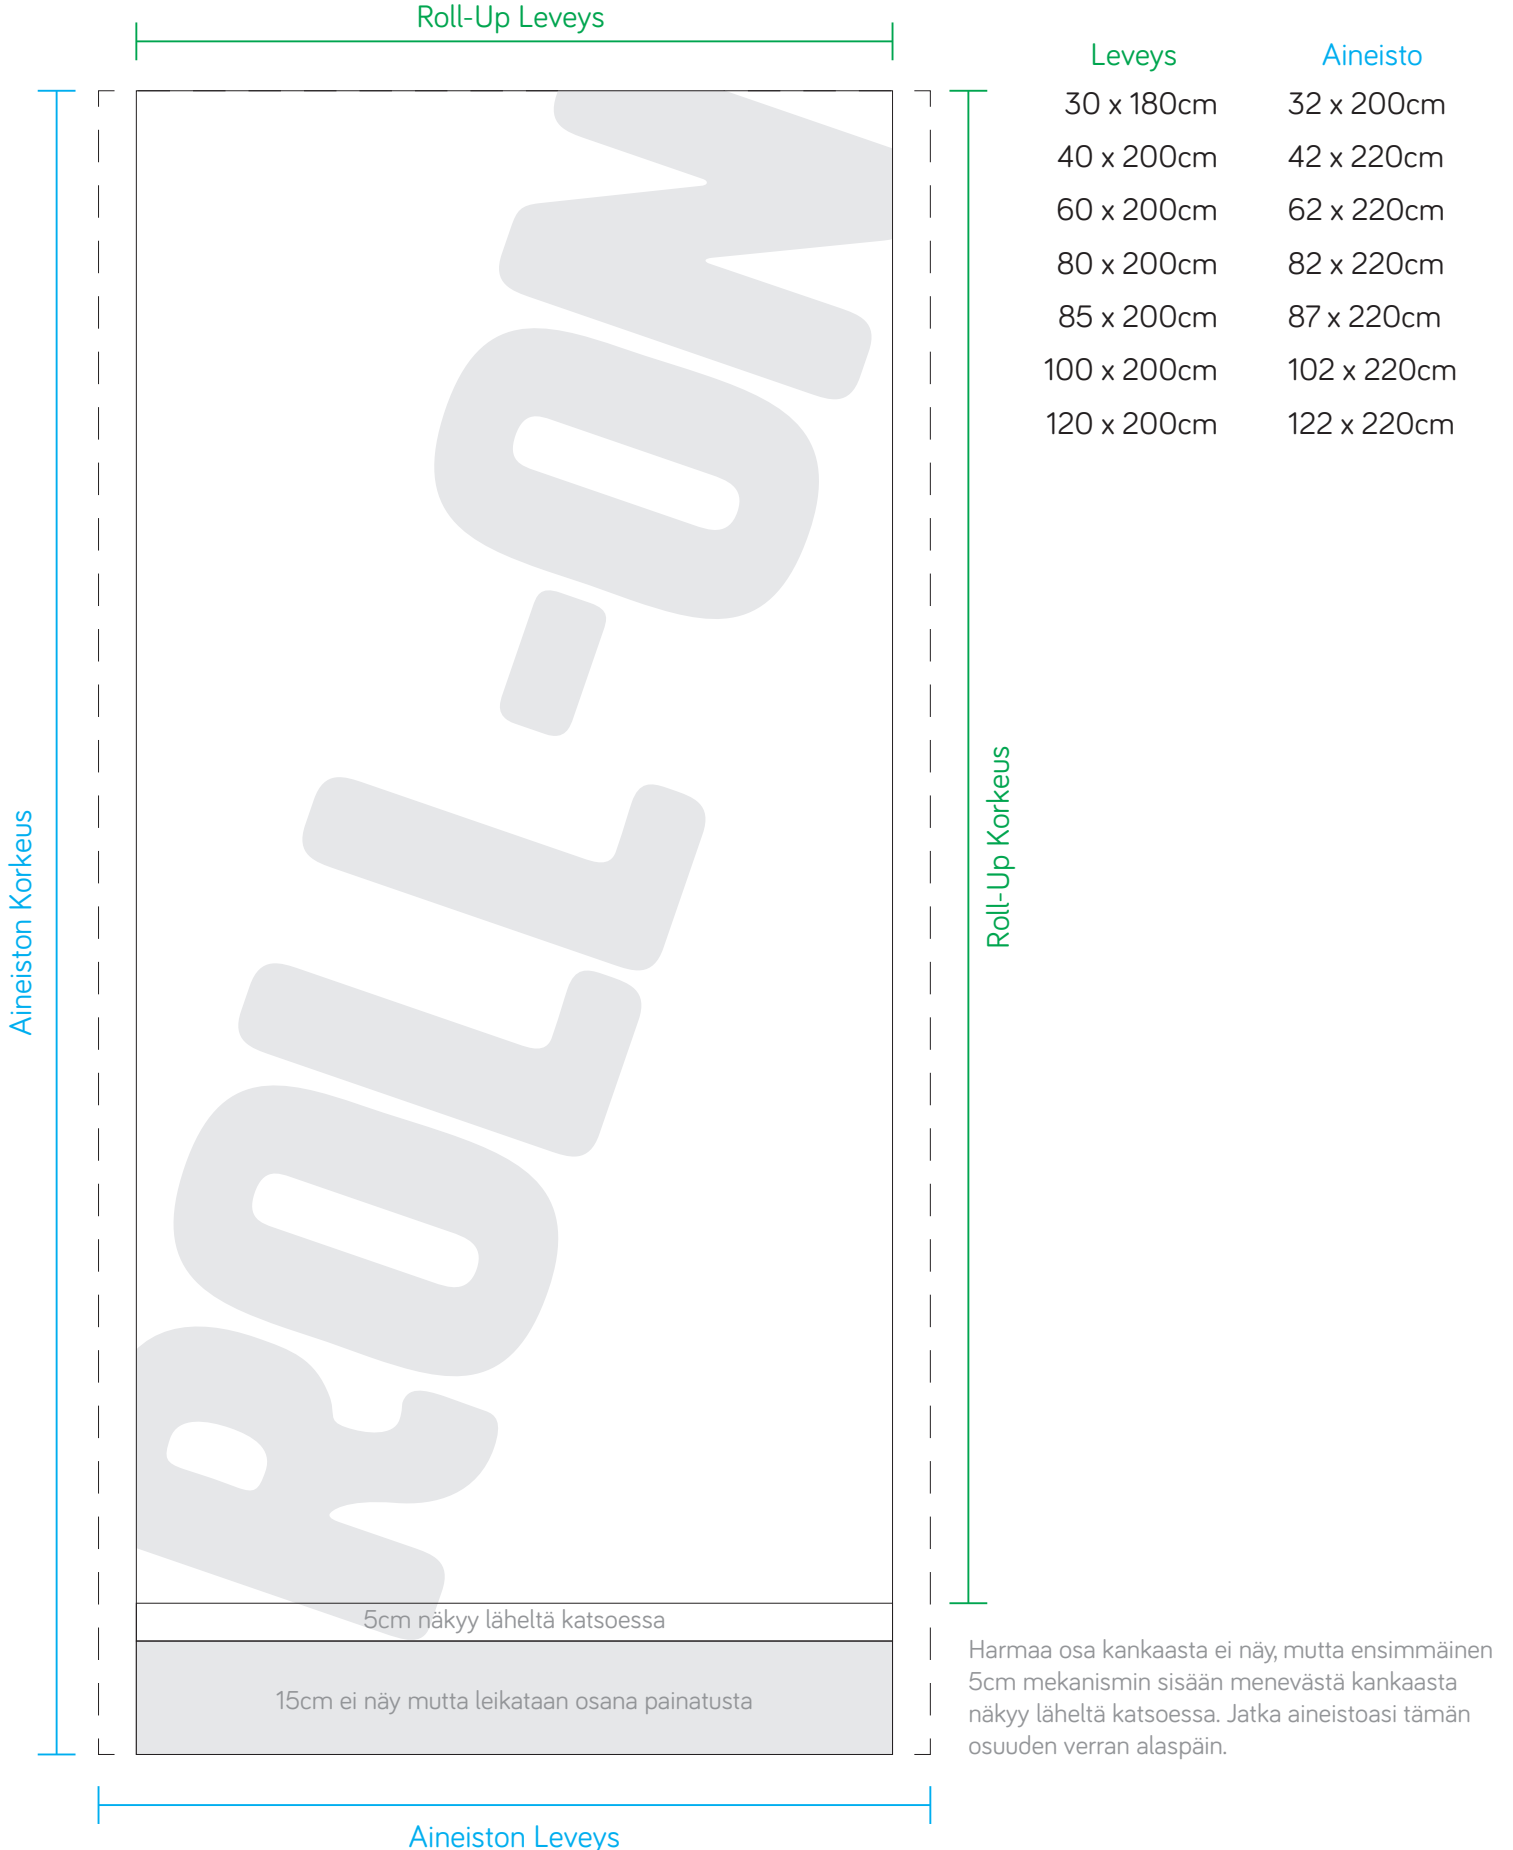 Roll-Up Leveys
Leveys Aineisto
30 x 180cm 32 x 200cm
40 x 200cm 42 x 220cm
60 x 200cm 62 x 220cm
80 x 200cm 82 x 220cm
85 x 200cm 87 x 220cm
100 x 200cm 102 x 220cm
120 x 200cm 122 x 220cm
Aineiston Korkeus
ROLL-ON
Roll-Up Korkeus
5cm näkyy läheltä katsoessa
15cm ei näy mutta leikataan osana painatusta
Harmaa osa kankaasta ei näy, mutta ensimmäinen
5cm mekanismin sisään menevästä kankaasta
näkyy läheltä katsoessa. Jatka aineistoasi tämän
osuuden verran alaspäin.
Aineiston Leveys